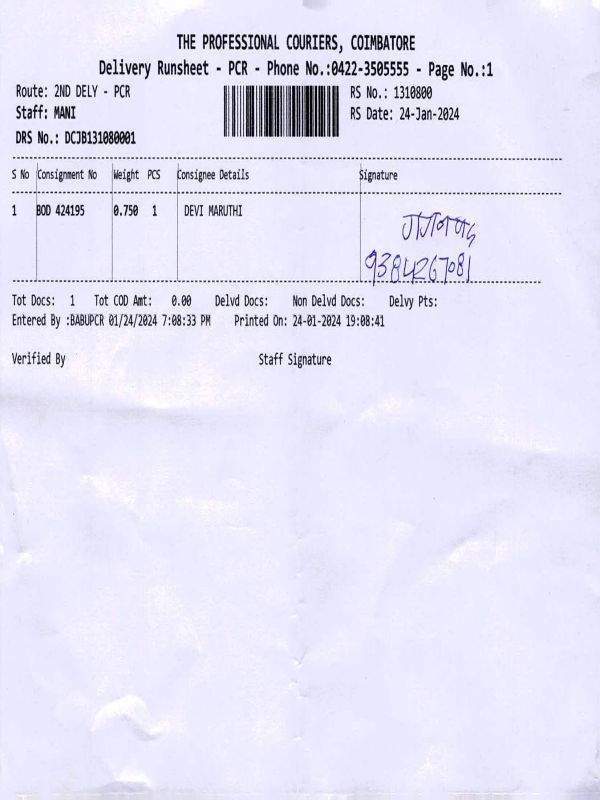 THE PROFESSIONAL COURIERS, COIMBATORE
Delivery Runsheet - PCR - Phone No.:0422-3505555 - Page No.:1
Route: 2ND DELY - PCR RS No.: 1310800
Staff: MANI RS Date: 24-Jan-2024
DRS No.: DCJB131080001
S No Consignment No Weight PCS Consignee Details Signature
1 BOD 424195 0.750 1 DEVI MARUTHI
9384267081
Tot Docs: 1 Tot COD Amt: 0.00 Delvd Docs: Non Delvd Docs: Delvy Pts:
Entered By :BABUPCR 01/24/2024 7:08:33 PM Printed On: 24-01-2024 19:08:41
Verified By Staff Signature